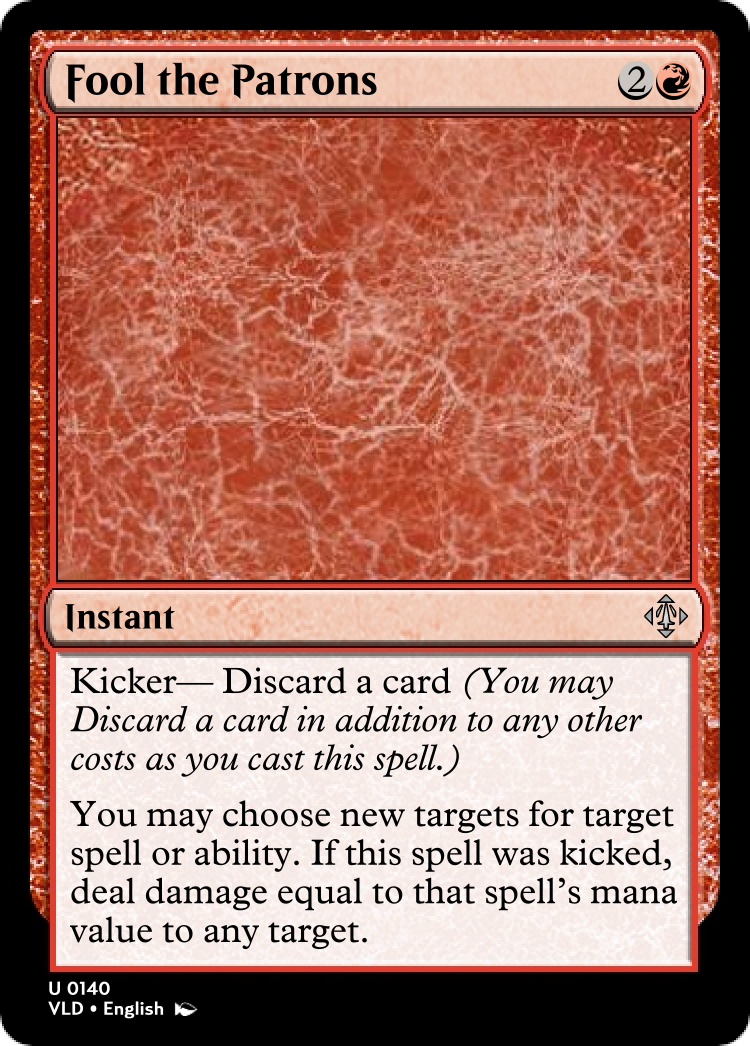 Fool the Patrons 2
Instant
Kicker— Discard a card (You may
Discard a card in addition to any other
costs as you cast this spell.)
You may choose new targets for target
spell or ability. If this spell was kicked,
deal damage equal to that spell's mana
value to any target.
U 0140
VLD • English